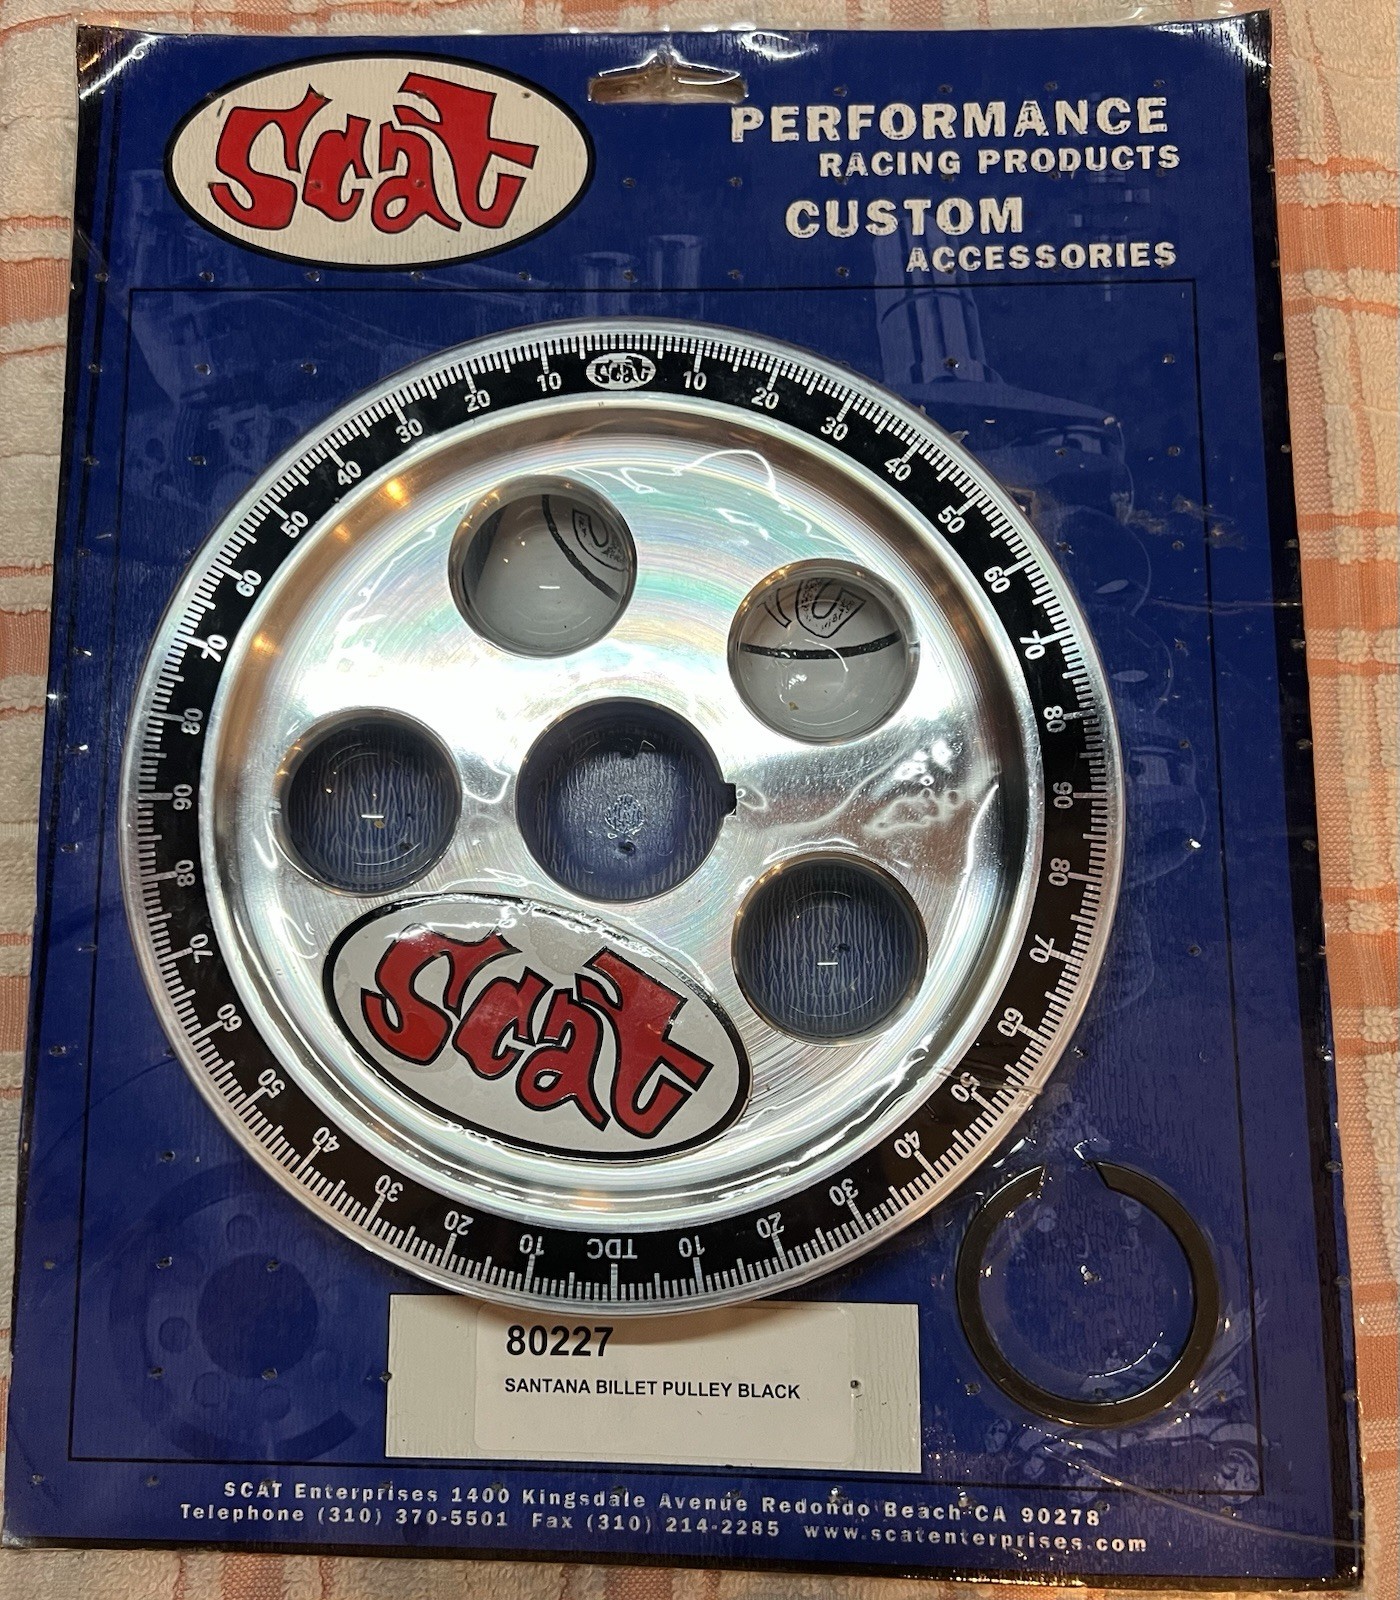 Scat
PERFORMANCE
RACING PRODUCTS
CUSTOM
ACCESSORIES
10 Scat 10
20 20
30 30
40 40
50 50
60 60
70 70
80 80
90 90
80 80
70 70
60 60
50 50
40 40
30 30
20 20
10 TDC 10
Scat
80227
SANTANA BILLET PULLEY BLACK
SCAT Enterprises 1400 Kingsdale Avenue Redondo Beach CA 90278
Telephone (310) 370-5501 Fax (310) 214-2285 www.scatenterprises.com